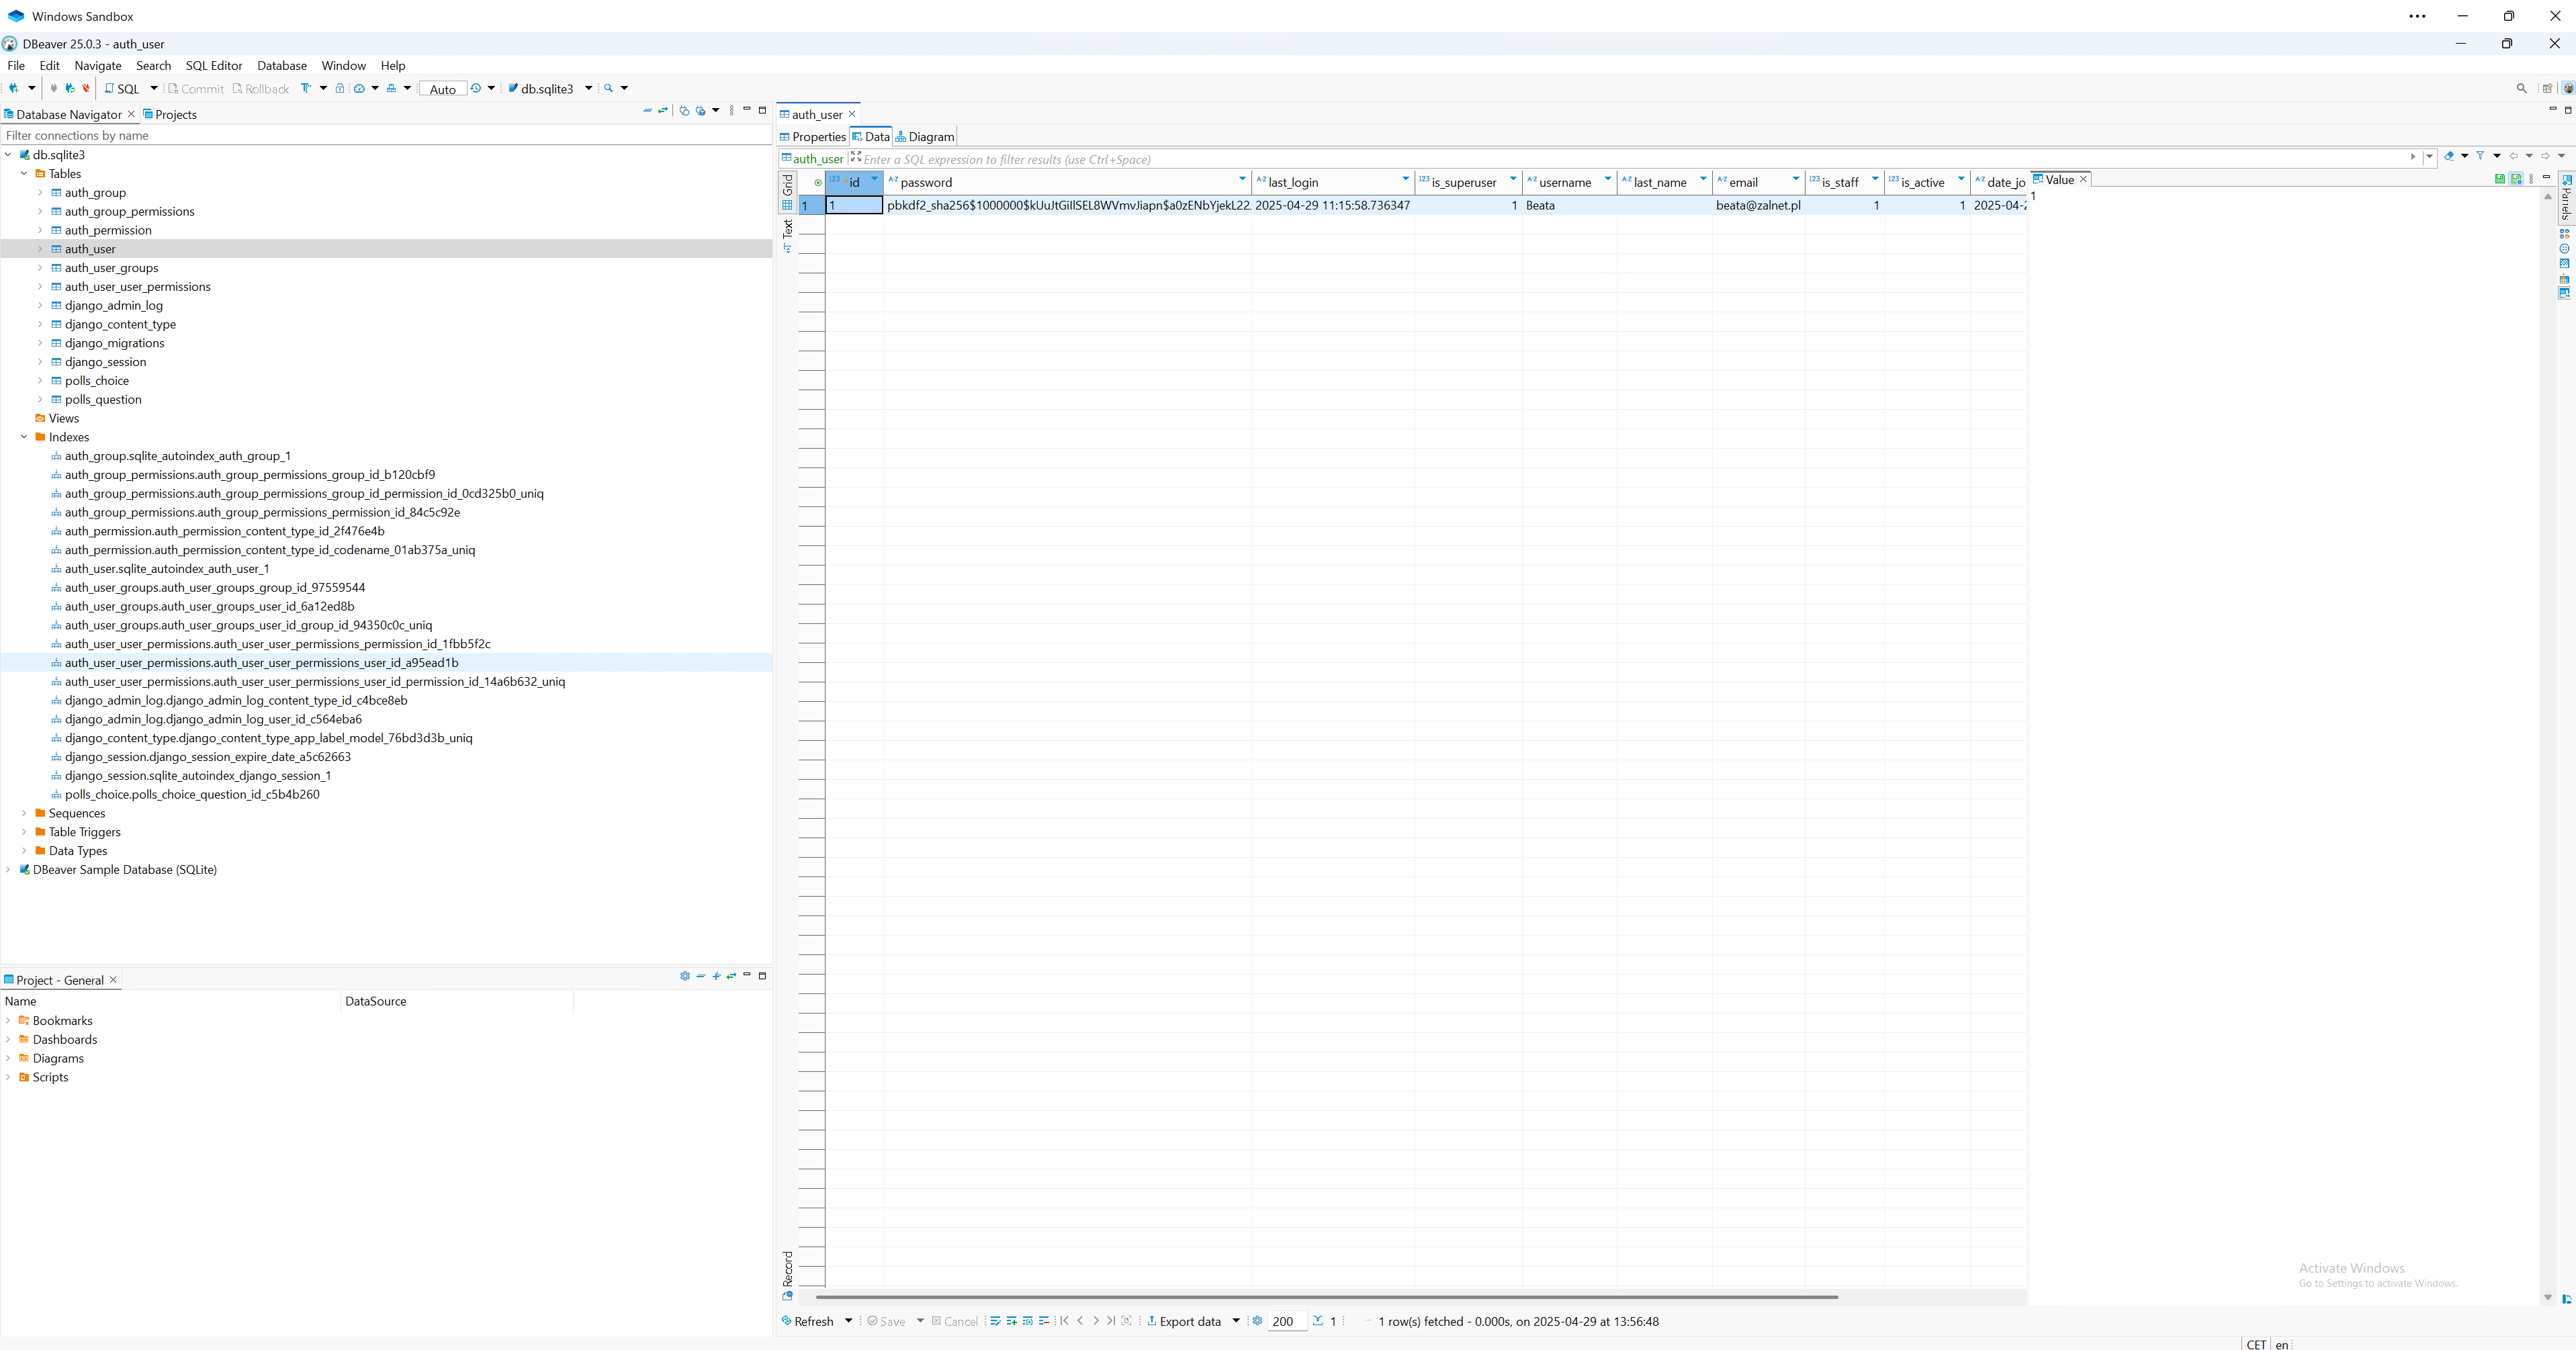 Windows Sandbox
DBeaver 25.0.3 - auth_user
File Edit Navigate Search SQL Editor Database Window Help
SQL Commit Rollback Auto db.sqlite3
Database Navigator Projects
Filter connections by name
db.sqlite3
Tables
auth_group
auth_group_permissions
auth_permission
auth_user
auth_user_groups
auth_user_user_permissions
django_admin_log
django_content_type
django_migrations
django_session
polls_choice
polls_question
Views
Indexes
auth_group.sqlite_autoindex_auth_group_1
auth_group_permissions.auth_group_permissions_group_id_b120cbf9
auth_group_permissions.auth_group_permissions_group_id_permission_id_0cd325b0_uniq
auth_group_permissions.auth_group_permissions_permission_id_84c5c92e
auth_permission.auth_permission_content_type_id_2f476e4b
auth_permission.auth_permission_content_type_id_codename_01ab375a_uniq
auth_user.sqlite_autoindex_auth_user_1
auth_user_groups.auth_user_groups_group_id_97559544
auth_user_groups.auth_user_groups_user_id_6a12ed8b
auth_user_groups.auth_user_groups_user_id_group_id_94350c0c_uniq
auth_user_user_permissions.auth_user_user_permissions_permission_id_1fbb5f2c
auth_user_user_permissions.auth_user_user_permissions_user_id_a95ead1b
auth_user_user_permissions.auth_user_user_permissions_user_id_permission_id_14a6b632_uniq
django_admin_log.django_admin_log_content_type_id_c4bce8eb
django_admin_log.django_admin_log_user_id_c564eba6
django_content_type.django_content_type_app_label_model_76bd3d3b_uniq
django_session.django_session_expire_date_a5c62663
django_session.sqlite_autoindex_django_session_1
polls_choice.polls_choice_question_id_c5b4b260
Sequences
Table Triggers
Data Types
DBeaver Sample Database (SQLite)
Project - General
Name DataSource
Bookmarks
Dashboards
Diagrams
Scripts
auth_user
Properties Data Diagram
auth_user Enter a SQL expression to filter results (use Ctrl+Space)
Grid
Text
Record
123 id A-Z password A-Z last_login 123 is_superuser A-Z username A-Z last_name A-Z email 123 is_staff 123 is_active A-Z date_jo
1 1 pbkdf2_sha256$1000000$kUuJtGiIlSEL8WVmvJiapn$a0zENbYjekL22 2025-04-29 11:15:58.736347 1 Beata beata@zalnet.pl 1 1 2025-04-2
Value
1
Panels
Activate Windows
Go to Settings to activate Windows.
Refresh Save Cancel Export data 200 1 1 row(s) fetched - 0.000s, on 2025-04-29 at 13:56:48
CET en